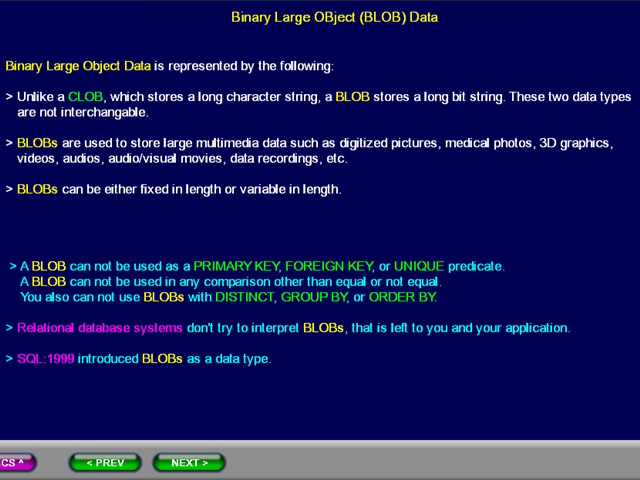 Binary Large OBject (BLOB) Data
Binary Large Object Data is represented by the following:
> Unlike a CLOB, which stores a long character string, a BLOB stores a long bit string. These two data types
are not interchangable.
> BLOBs are used to store large multimedia data such as digitized pictures, medical photos, 3D graphics,
videos, audios, audio/visual movies, data recordings, etc.
> BLOBs can be either fixed in length or variable in length.
> A BLOB can not be used as a PRIMARY KEY, FOREIGN KEY, or UNIQUE predicate.
A BLOB can not be used in any comparison other than equal or not equal.
You also can not use BLOBs with DISTINCT, GROUP BY, or ORDER BY.
> Relational database systems don't try to interpret BLOBs, that is left to you and your application.
> SQL:1999 introduced BLOBs as a data type.
CS ^
< PREV
NEXT >